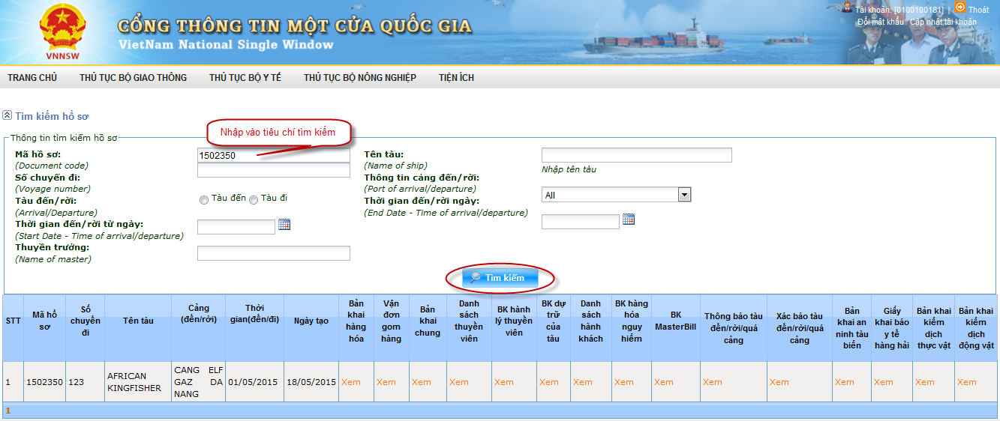 Tài khoản: [0100100181] | Thoát
CỔNG THÔNG TIN MỘT CỬA QUỐC GIA
Đổi mật khẩu Cập nhật tài khoản
VietNam National Single Window
VNNSW
TRANG CHỦ THỦ TỤC BỘ GIAO THÔNG THỦ TỤC BỘ Y TẾ THỦ TỤC BỘ NÔNG NGHIỆP TIỆN ÍCH
Tìm kiếm hồ sơ
Nhập vào tiêu chí tìm kiếm
Thông tin tìm kiếm hồ sơ
Mã hồ sơ: 1502350 Tên tàu:
(Document code) (Name of ship) Nhập tên tàu
Số chuyến đi: Thông tin cảng đến/rời:
(Voyage number) (Port of arrival/departure) All
Tàu đến/rời: Tàu đến Tàu đi Thời gian đến/rời ngày:
(Arrival/Departure) (End Date - Time of arrival/departure)
Thời gian đến/rời từ ngày:
(Start Date - Time of arrival/departure)
Thuyền trưởng:
(Name of master)
Tìm kiếm
STT
Mã hồ
sơ
Số
chuyến
đi
Tên tàu
Cảng
(đến/rời)
Thời
gian(đến/đi)
Ngày tạo
Bản
khai
hàng
hóa
Vận
đơn
gom
hàng
Bản
khai
chung
Danh
sách
thuyền
viên
BK hành
lý thuyền
viên
BK dự
trữ
của
tàu
Danh
sách
hành
khách
BK hàng
hóa
nguy
hiểm
BK
MasterBill
Thông báo tàu
đến/rời/quá
cảng
Xác báo tàu
đến/rời/quá
cảng
Bản
khai an
ninh tàu
biển
Giấy
khai báo
y tế
hàng hải
Bản khai
kiểm
dịch
thực vật
Bản khai
kiểm
dịch
động vật
1
1502350
123
AFRICAN
KINGFISHER
CANG ELF
GAZ DA
NANG
01/05/2015
18/05/2015
Xem Xem Xem Xem Xem Xem Xem Xem Xem Xem Xem Xem Xem Xem Xem
1